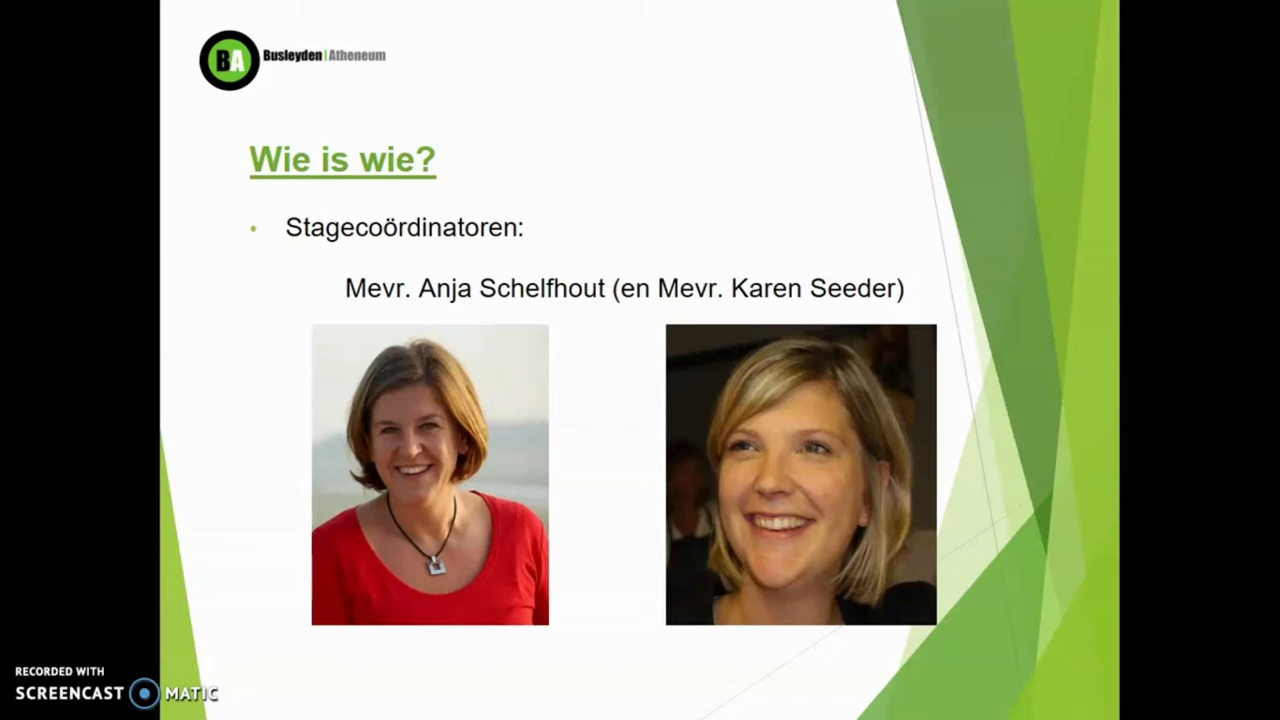 BA Busleyden|Atheneum
Wie is wie?
• Stagecoördinatoren:
Mevr. Anja Schelfhout (en Mevr. Karen Seeder)
RECORDED WITH
SCREENCAST MATIC